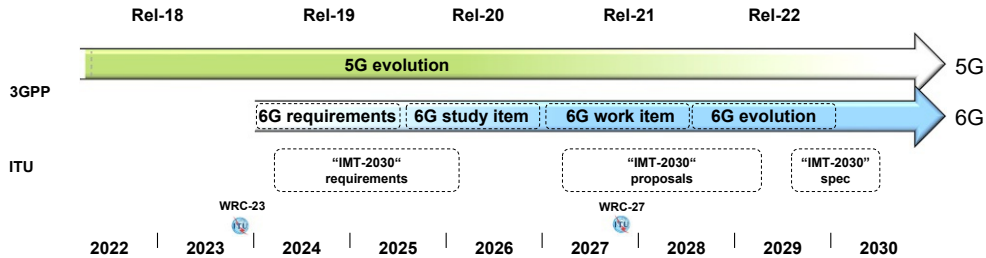 Rel-18 Rel-19 Rel-20 Rel-21 Rel-22
5G evolution 5G
3GPP
6G requirements 6G study item 6G work item 6G evolution 6G
ITU
“IMT-2030“ “IMT-2030“ “IMT-2030”
requirements proposals spec
WRC-23 WRC-27
ITU ITU
2022 2023 2024 2025 2026 2027 2028 2029 2030